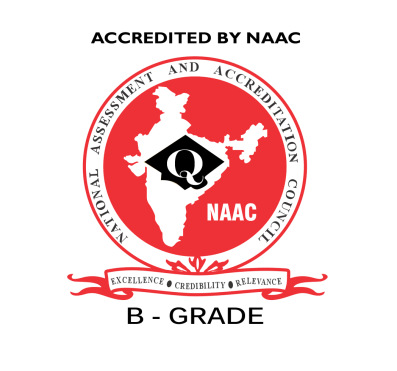 ACCREDITED BY NAAC
NATIONAL ASSESSMENT AND ACCREDITATION COUNCIL
Q
NAAC
EXCELLENCE ● CREDIBILITY ● RELEVANCE
B - GRADE